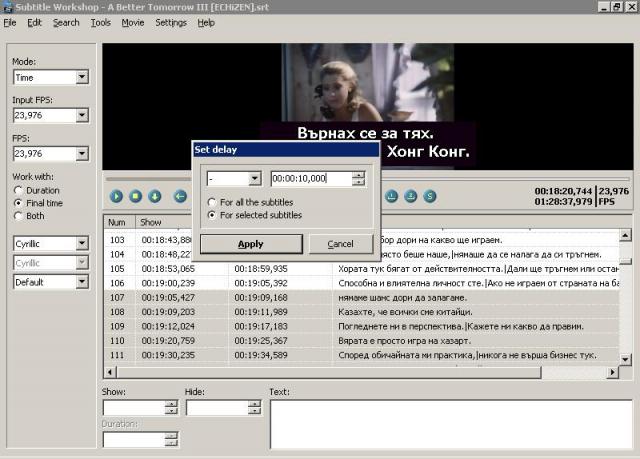 Subtitle Workshop - A Better Tomorrow III [ECHiZEN].srt
File Edit Search Tools Movie Settings Help
Mode:
Time
Input FPS:
23,976
FPS:
23,976
Work with:
Duration
Final time
Both
Cyrillic
Cyrillic
Default
Върнах се за тях.
Хонг Конг.
Set delay
-
00:00:10,000
For all the subtitles
For selected subtitles
Apply Cancel
00:18:20,744 23,976
01:28:37,979 FPS
Num Show
103 00:18:43,88 бор дори на какво ще играем.
104 00:18:48,227 място беше наше,|нямаше да се налага да си тръгнем.
105 00:18:53,065 00:18:59,935 Хората тук бягат от действителността.|Дали ще тръгнем или остан
106 00:19:00,239 00:19:05,392 Способна и влиятелна личност сте.|Ако не играем от страната на ба
107 00:19:05,427 00:19:09,168 нямаме шанс дори да залагаме.
108 00:19:09,203 00:19:11,989 Казахте, че всички сме китайци.
109 00:19:12,024 00:19:17,183 Погледнете ни в перспектива.|Кажете ни какво да правим.
110 00:19:20,759 00:19:25,367 Вярата е просто игра на хазарт.
111 00:19:30,235 00:19:34,589 Според обичайната ми практика,|никога не върша бизнес тук.
Show: Hide: Text:
Duration: